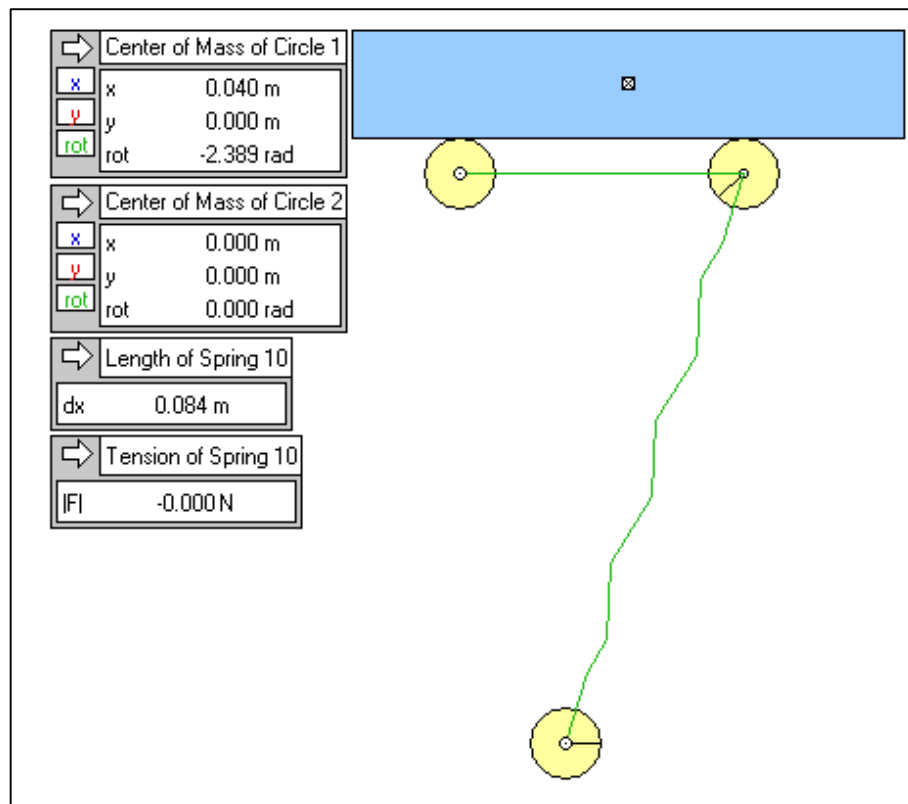 Center of Mass of Circle 1
x
x 0.040 m
y
y 0.000 m
rot
rot -2.389 rad
Center of Mass of Circle 2
x
x 0.000 m
y
y 0.000 m
rot
rot 0.000 rad
Length of Spring 10
dx 0.084 m
Tension of Spring 10
|F| -0.000 N